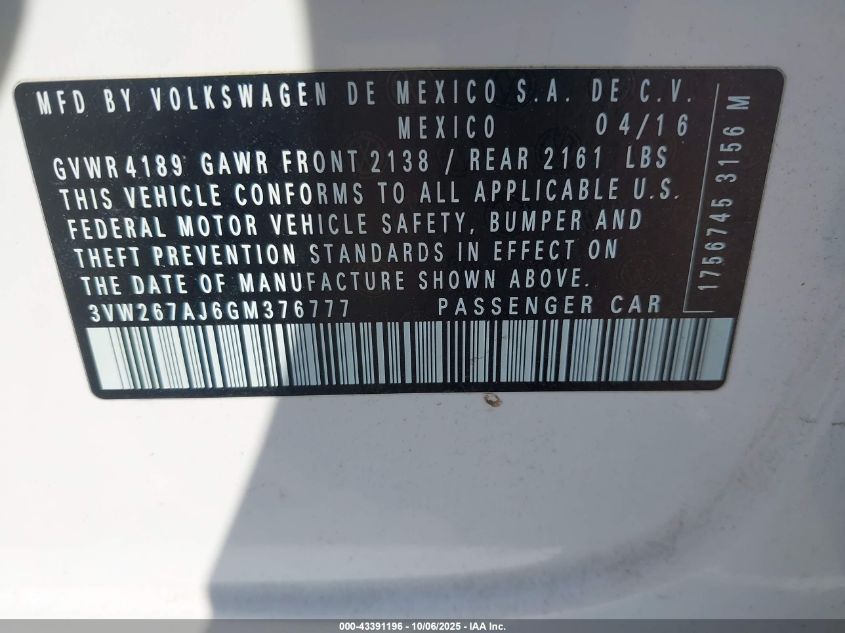 MFD BY VOLKSWAGEN DE MEXICO S.A. DE C.V.
MEXICO 04/16
GVWR 4189 GAWR FRONT 2138 / REAR 2161 LBS
THIS VEHICLE CONFORMS TO ALL APPLICABLE U.S.
FEDERAL MOTOR VEHICLE SAFETY, BUMPER AND
THEFT PREVENTION STANDARDS IN EFFECT ON
THE DATE OF MANUFACTURE SHOWN ABOVE.
3VW267AJ6GM376777 PASSENGER CAR
1756745 3156 M
000-43391196 - 10/06/2025 - IAA Inc.